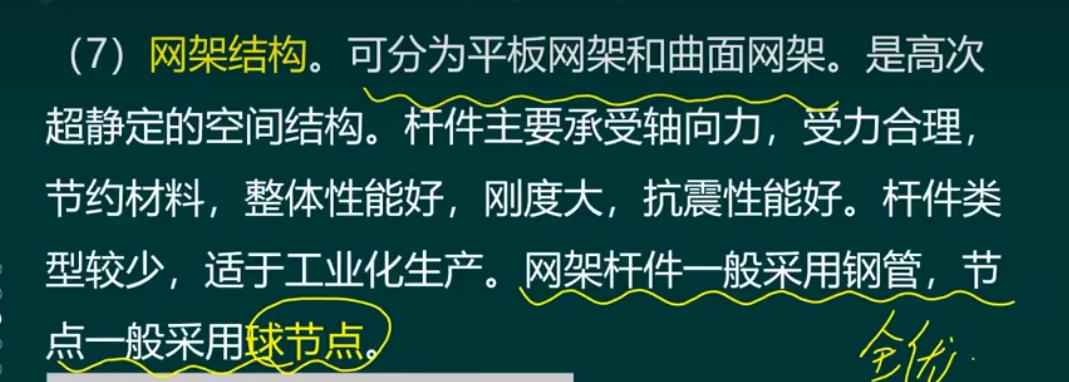 （7）网架结构。可分为平板网架和曲面网架。是高次
超静定的空间结构。杆件主要承受轴向力，受力合理，
节约材料，整体性能好，刚度大，抗震性能好。杆件类
型较少，适于工业化生产。网架杆件一般采用钢管，节
点一般采用球节点。
全优.